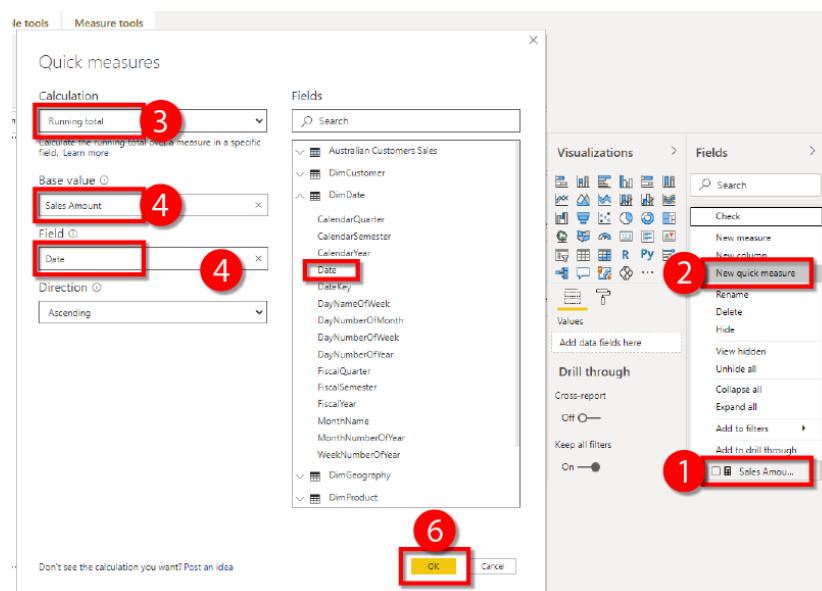 le tools Measure tools
Quick measures
Calculation
Running total
3
Calculate the running total over a measure in a specific
field. Learn more
Base value
Sales Amount
4
Field
Date
4
Direction
Ascending
Don't see the calculation you want? Post an idea
Fields
Search
Australian Customers Sales
DimCustomer
DimDate
CalendarQuarter
CalendarSemester
CalendarYear
Date
DateKey
DayNameOfWeek
DayNumberOfMonth
DayNumberOfWeek
DayNumberOfYear
FiscalQuarter
FiscalSemester
FiscalYear
MonthName
MonthNumberOfYear
WeekNumberOfYear
DimGeography
DimProduct
6
OK Cancel
Visualizations
R Py
Values
Add data fields here
Drill through
Cross-report
Off
Keep all filters
On
Fields
Search
Check
New measure
New column
2
New quick measure
Rename
Delete
Hide
View hidden
Unhide all
Collapse all
Expand all
Add to filters
Add to drill through
1
Sales Amou...